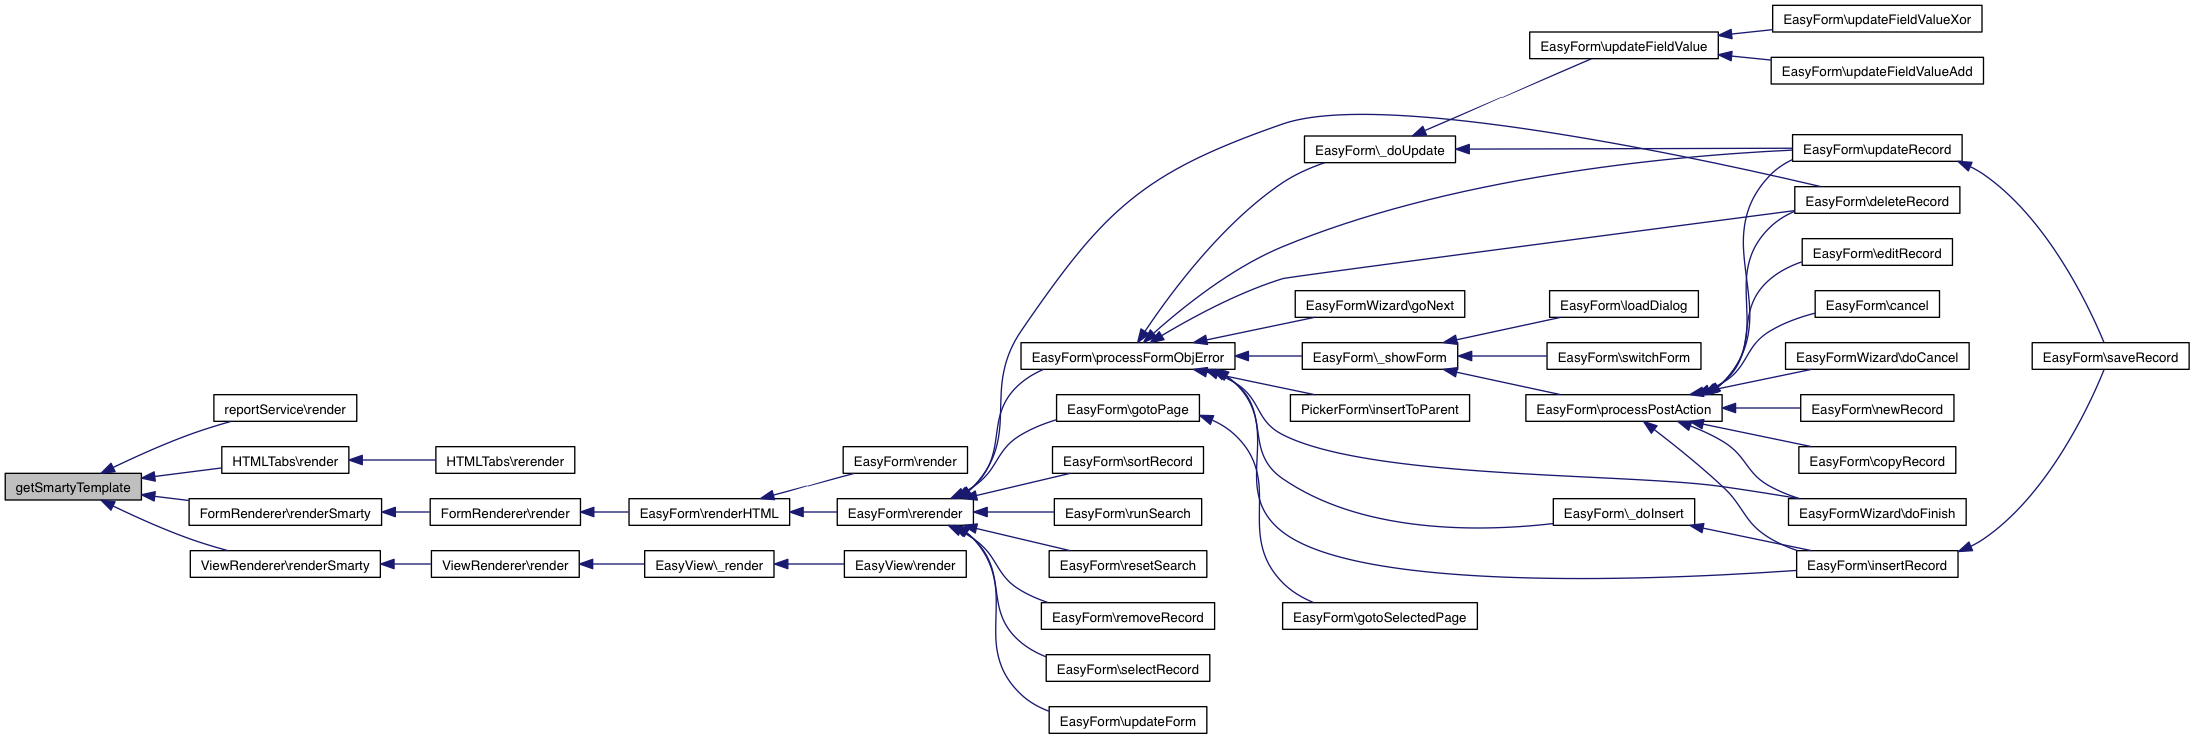 EasyForm\updateFieldValueXor
EasyForm\updateFieldValue
EasyForm\updateFieldValueAdd
EasyForm\_doUpdate
EasyForm\updateRecord
EasyForm\deleteRecord
EasyForm\editRecord
EasyFormWizard\goNext
EasyForm\loadDialog
EasyForm\cancel
EasyForm\processFormObjError
EasyForm\_showForm
EasyForm\switchForm
EasyFormWizard\doCancel
EasyForm\saveRecord
reportService\render
EasyForm\gotoPage
PickerForm\insertToParent
EasyForm\processPostAction
EasyForm\newRecord
HTMLTabs\render
HTMLTabs\rerender
EasyForm\render
EasyForm\sortRecord
EasyForm\copyRecord
getSmartyTemplate
FormRenderer\renderSmarty
FormRenderer\render
EasyForm\renderHTML
EasyForm\rerender
EasyForm\runSearch
EasyForm\_doInsert
EasyFormWizard\doFinish
ViewRenderer\renderSmarty
ViewRenderer\render
EasyView\_render
EasyView\render
EasyForm\resetSearch
EasyForm\insertRecord
EasyForm\removeRecord
EasyForm\gotoSelectedPage
EasyForm\selectRecord
EasyForm\updateForm